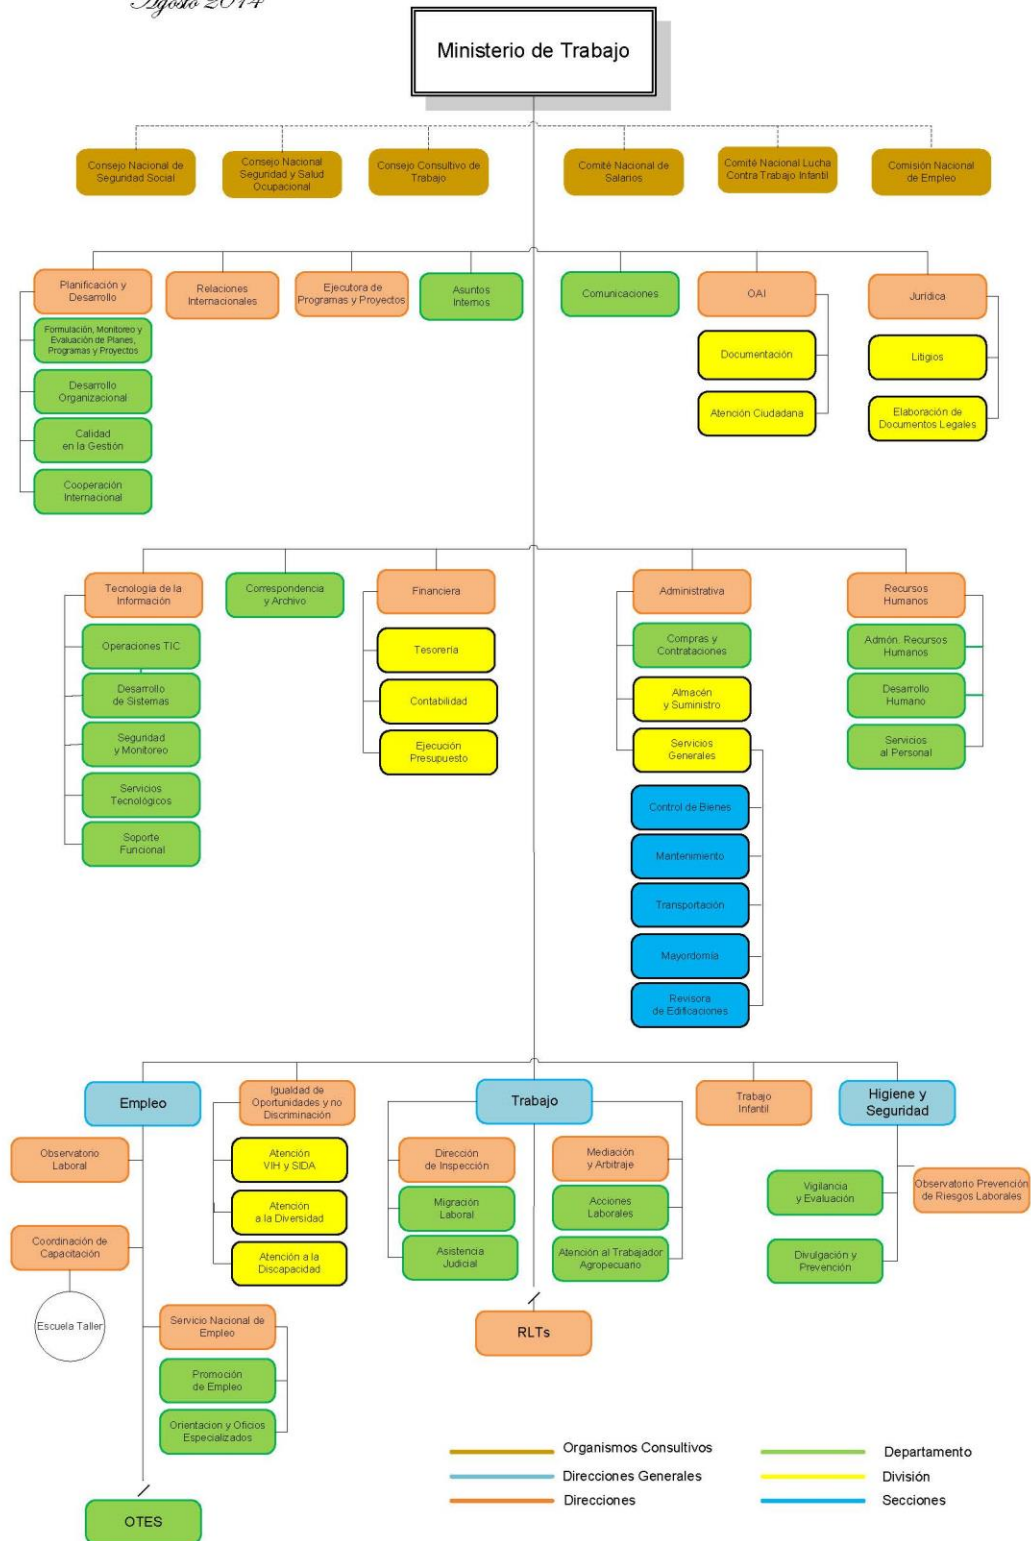 Agosto 2014
Ministerio de Trabajo
Consejo Nacional de
Seguridad Social
Consejo Nacional
Seguridad y Salud
Ocupacional
Consejo Consultivo de
Trabajo
Comité Nacional de
Salarios
Comité Nacional Lucha
Contra Trabajo Infantil
Comisión Nacional
de Empleo
Planificación y
Desarrollo
Relaciones
Internacionales
Ejecutora de
Programas y Proyectos
Asuntos
Internos
Comunicaciones
OAI
Jurídica
Formulación, Monitoreo y
Evaluación de Planes,
Programas y Proyectos
Desarrollo
Organizacional
Calidad
en la Gestión
Cooperación
Internacional
Documentación
Atención Ciudadana
Litigios
Elaboración de
Documentos Legales
Tecnología de la
Información
Correspondencia
y Archivo
Financiera
Administrativa
Recursos
Humanos
Operaciones TIC
Desarrollo
de Sistemas
Seguridad
y Monitoreo
Servicios
Tecnológicos
Soporte
Funcional
Tesorería
Contabilidad
Ejecución
Presupuesto
Compras y
Contrataciones
Almacén
y Suministro
Servicios
Generales
Control de Bienes
Mantenimiento
Transportación
Mayordomía
Revisora
de Edificaciones
Admón. Recursos
Humanos
Desarrollo
Humano
Servicios
al Personal
Empleo
Igualdad de
Oportunidades y no
Discriminación
Trabajo
Trabajo
Infantil
Higiene y
Seguridad
Observatorio
Laboral
Coordinación de
Capacitación
Escuela Taller
Atención
VIH y SIDA
Atención
a la Diversidad
Atención a la
Discapacidad
Servicio Nacional de
Empleo
Promoción
de Empleo
Orientacion y Oficios
Especializados
OTES
Dirección
de Inspección
Migración
Laboral
Asistencia
Judicial
Mediación
y Arbitraje
Acciones
Laborales
Atención al Trabajador
Agropecuario
RLTs
Vigilancia
y Evaluación
Divulgación y
Prevención
Observatorio Prevención
de Riesgos Laborales
Organismos Consultivos
Direcciones Generales
Direcciones
Departamento
División
Secciones